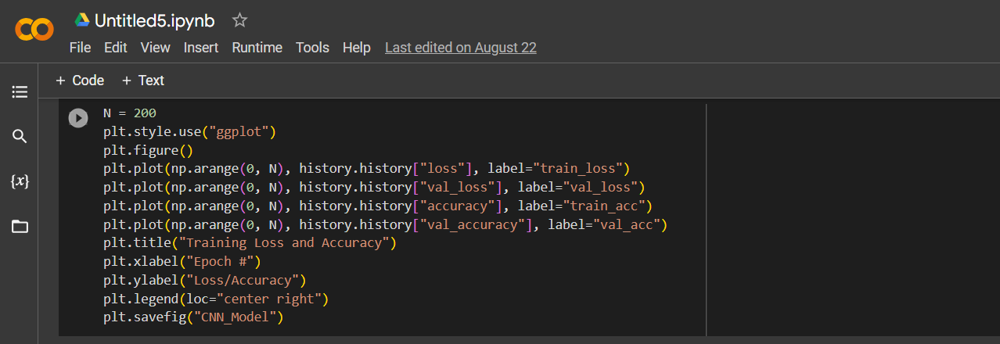 Untitled5.ipynb
File Edit View Insert Runtime Tools Help Last edited on August 22
+ Code + Text
{x}
N = 200
plt.style.use("ggplot")
plt.figure()
plt.plot(np.arange(0, N), history.history["loss"], label="train_loss")
plt.plot(np.arange(0, N), history.history["val_loss"], label="val_loss")
plt.plot(np.arange(0, N), history.history["accuracy"], label="train_acc")
plt.plot(np.arange(0, N), history.history["val_accuracy"], label="val_acc")
plt.title("Training Loss and Accuracy")
plt.xlabel("Epoch #")
plt.ylabel("Loss/Accuracy")
plt.legend(loc="center right")
plt.savefig("CNN_Model")